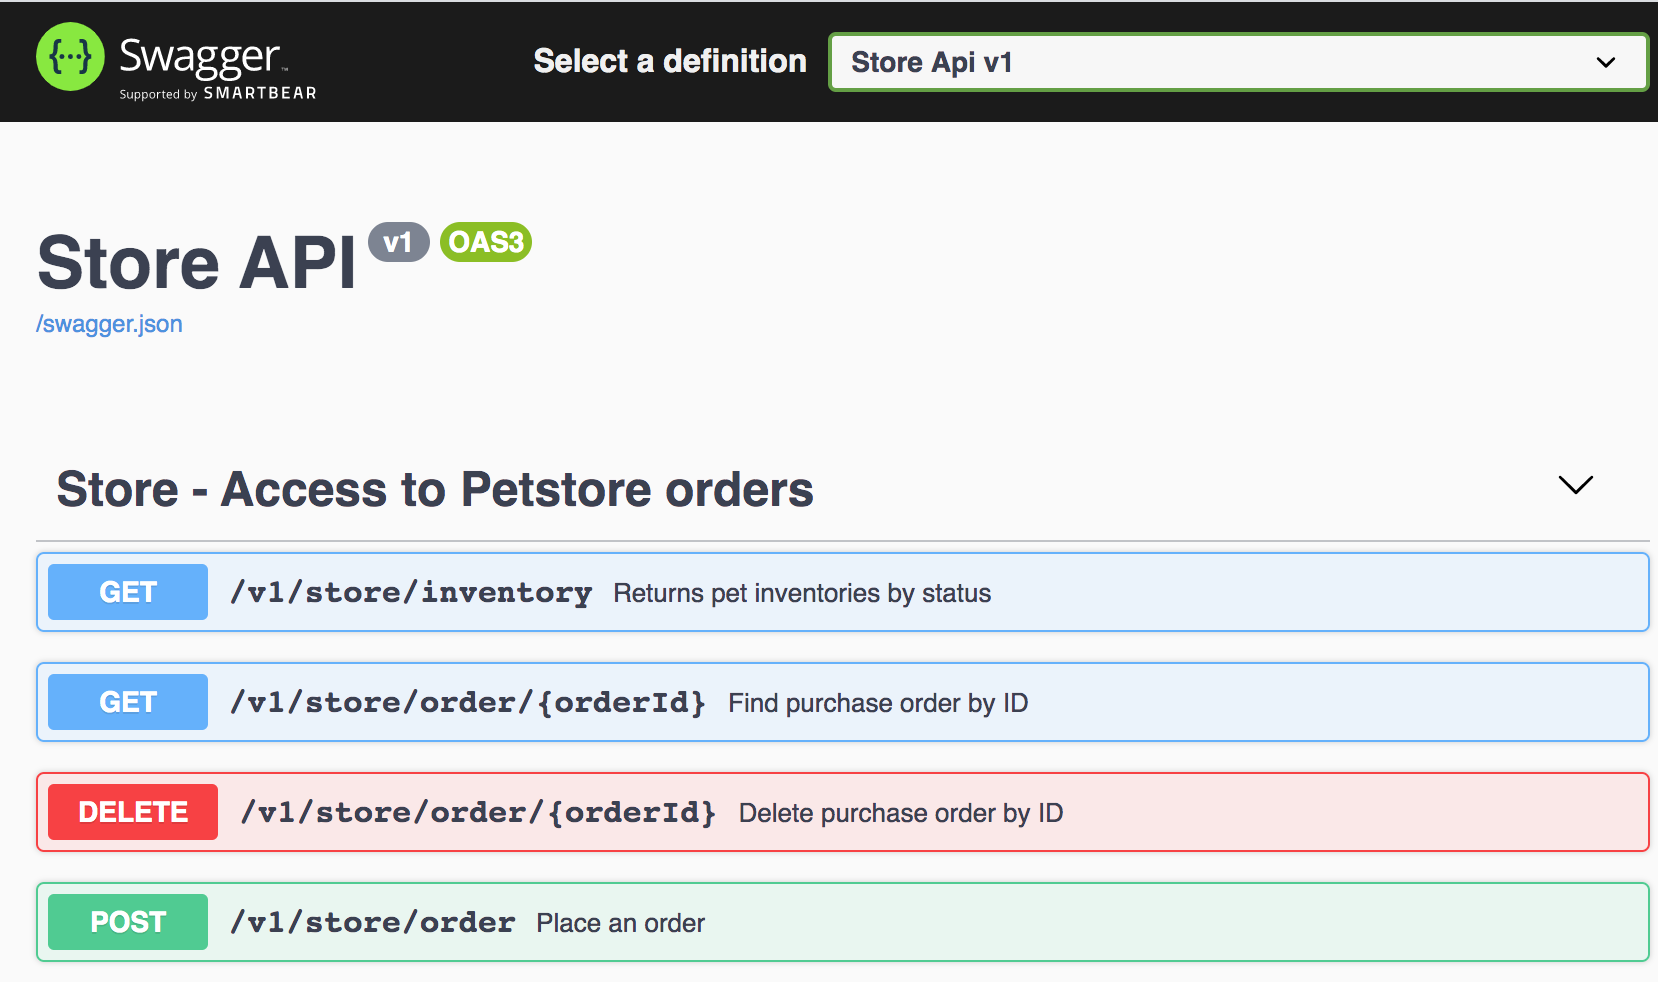 {...} Swagger™
Supported by SMARTBEAR
Select a definition
Store Api v1
Store API v1 OAS3
/swagger.json
Store - Access to Petstore orders
GET /v1/store/inventory Returns pet inventories by status
GET /v1/store/order/{orderId} Find purchase order by ID
DELETE /v1/store/order/{orderId} Delete purchase order by ID
POST /v1/store/order Place an order